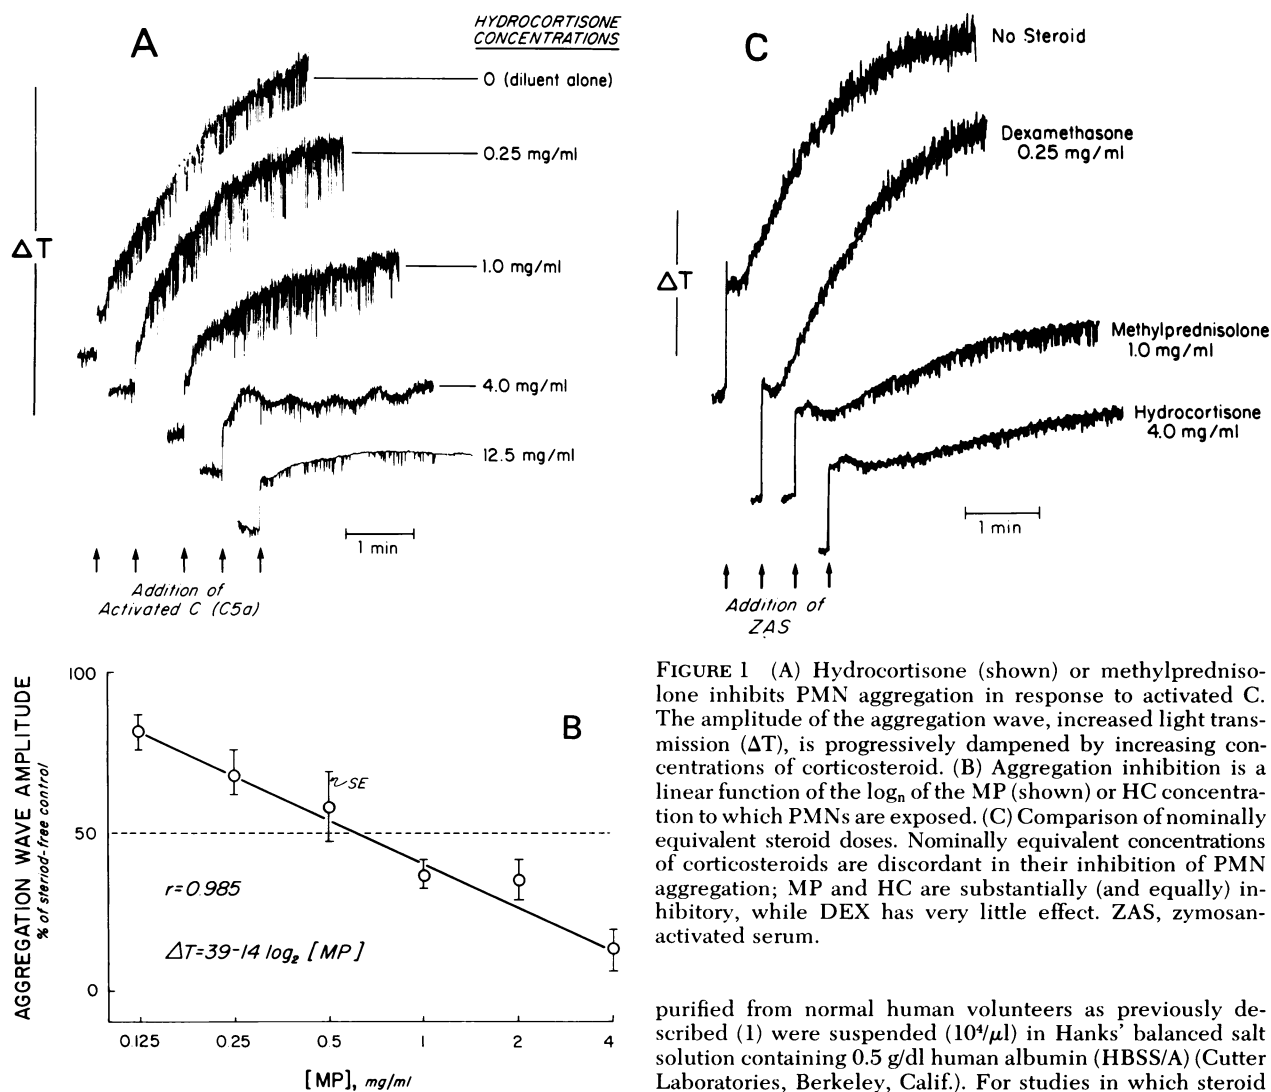 A
HYDROCORTISONE
CONCENTRATIONS
0 (diluent alone)
0.25 mg/ml
1.0 mg/ml
4.0 mg/ml
12.5 mg/ml
ΔT
1 min
Addition of
Activated C (C5a)
C
No Steroid
Dexamethasone
0.25 mg/ml
ΔT
Methylprednisolone
1.0 mg/ml
Hydrocortisone
4.0 mg/ml
1 min
Addition of
ZAS
AGGREGATION WAVE AMPLITUDE
% of steriod-free control
100
50
0
B
SE
r=0.985
ΔT=39-14 log₂ [MP]
0.125 0.25 0.5 1 2 4
[MP], mg/ml
FIGURE 1 (A) Hydrocortisone (shown) or methylpredniso-
lone inhibits PMN aggregation in response to activated C.
The amplitude of the aggregation wave, increased light trans-
mission (ΔT), is progressively dampened by increasing con-
centrations of corticosteroid. (B) Aggregation inhibition is a
linear function of the logₙ of the MP (shown) or HC concentra-
tion to which PMNs are exposed. (C) Comparison of nominally
equivalent steroid doses. Nominally equivalent concentrations
of corticosteroids are discordant in their inhibition of PMN
aggregation; MP and HC are substantially (and equally) in-
hibitory, while DEX has very little effect. ZAS, zymosan-
activated serum.
purified from normal human volunteers as previously de-
scribed (1) were suspended (10⁴/μl) in Hanks' balanced salt
solution containing 0.5 g/dl human albumin (HBSS/A) (Cutter
Laboratories, Berkeley, Calif.). For studies in which steroid